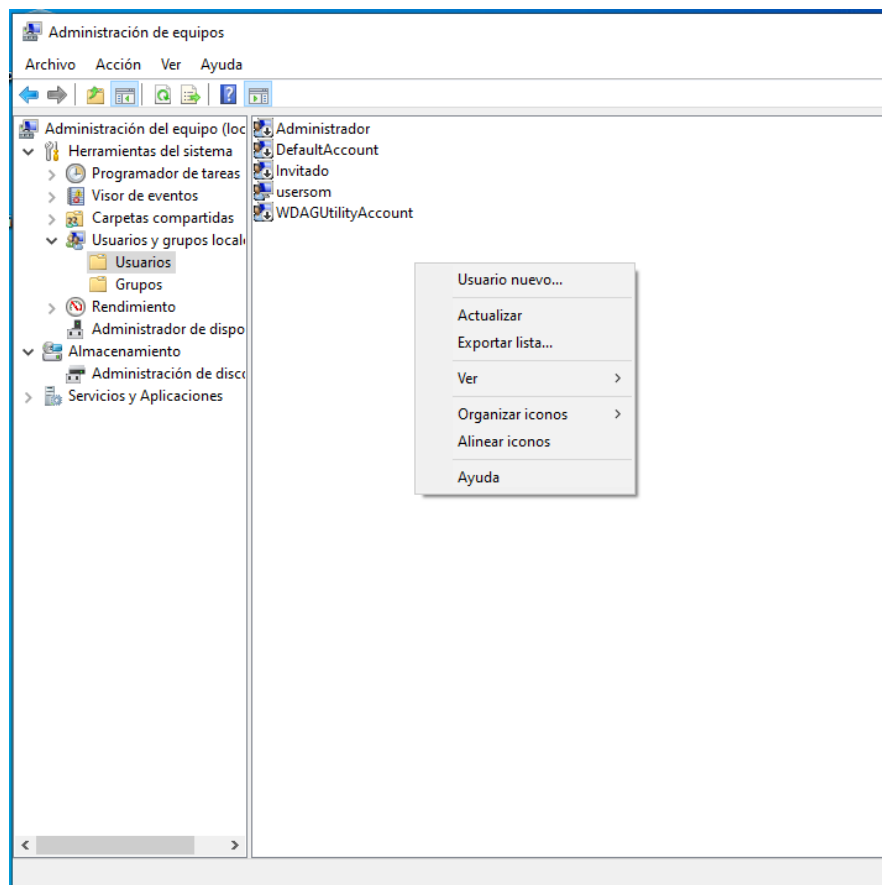 Administración de equipos
Archivo Acción Ver Ayuda
Administración del equipo (loc
Herramientas del sistema
Programador de tareas
Visor de eventos
Carpetas compartidas
Usuarios y grupos local
Usuarios
Grupos
Rendimiento
Administrador de dispo
Almacenamiento
Administración de disc
Servicios y Aplicaciones
Administrador
DefaultAccount
Invitado
usersom
WDAGUtilityAccount
Usuario nuevo...
Actualizar
Exportar lista...
Ver
Organizar iconos
Alinear iconos
Ayuda